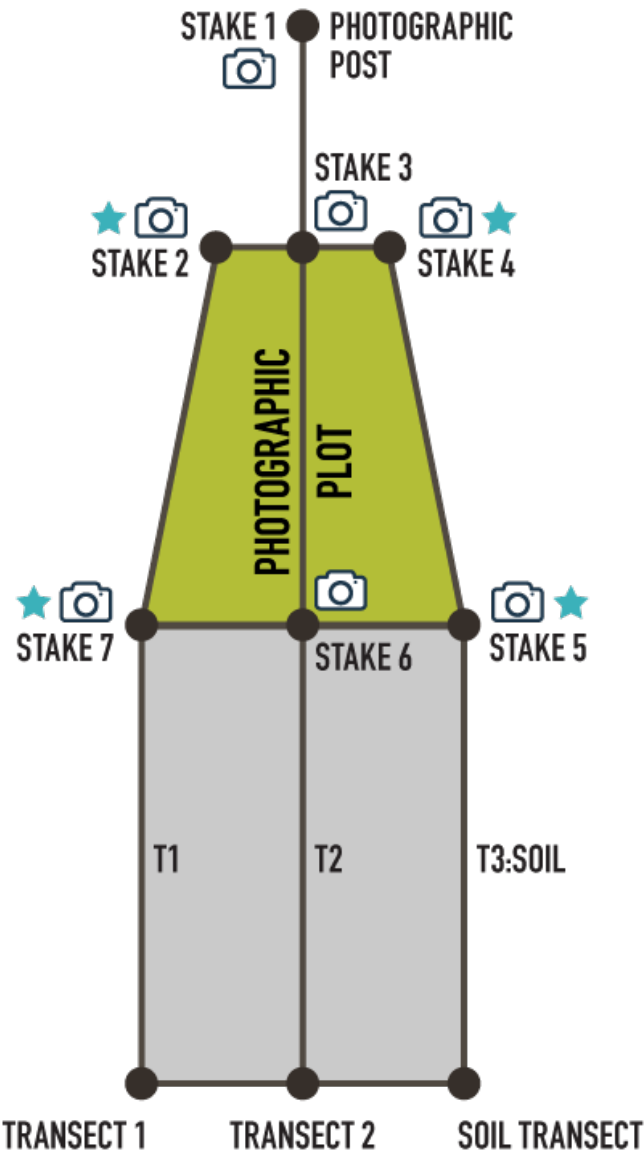 STAKE 1
PHOTOGRAPHIC
POST
STAKE 3
STAKE 2
STAKE 4
PHOTOGRAPHIC
PLOT
STAKE 7
STAKE 6
STAKE 5
T1
T2
T3:SOIL
TRANSECT 1
TRANSECT 2
SOIL TRANSECT